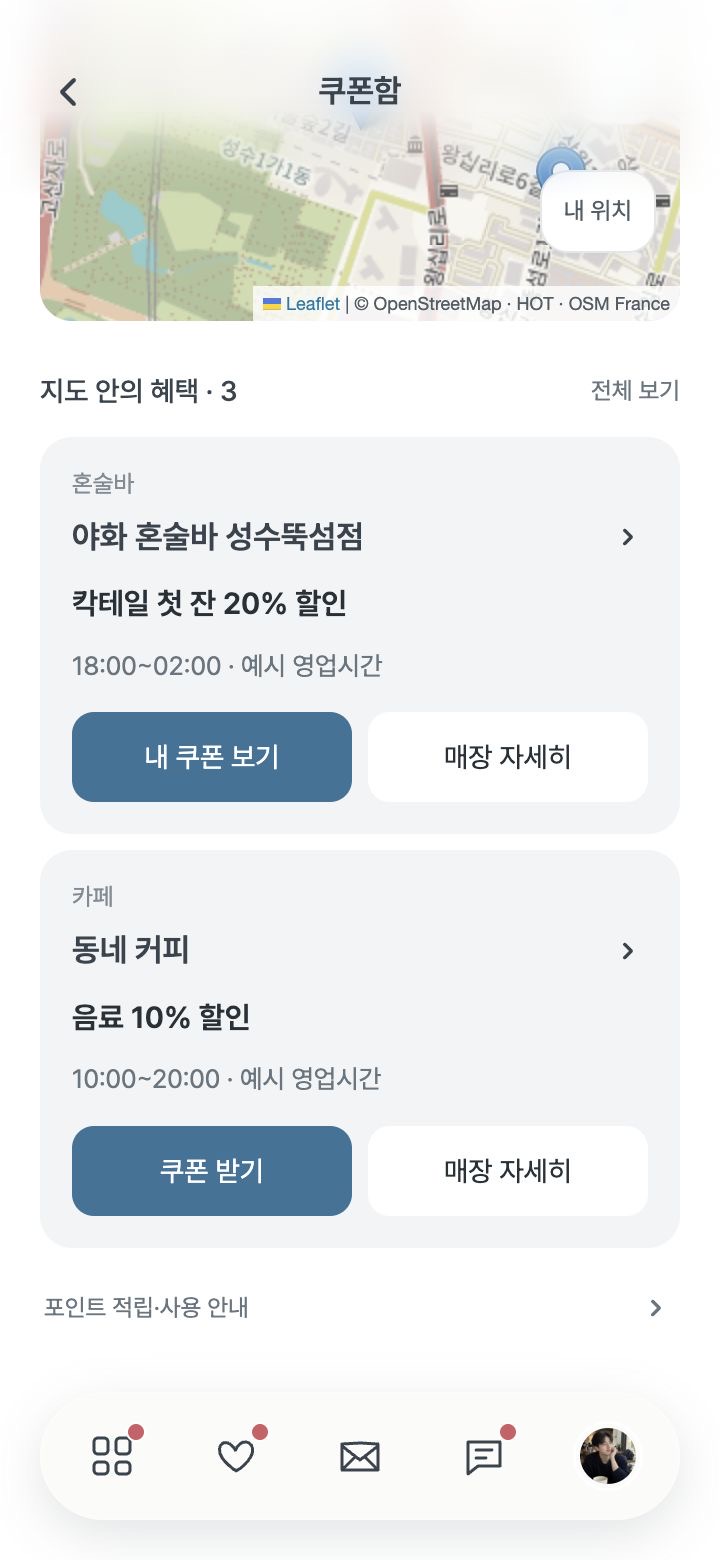 쿠폰함
성수1가1동
고산자로
왕십리로
내 위치
Leaflet | © OpenStreetMap · HOT · OSM France
지도 안의 혜택 · 3
전체 보기
혼술바
야화 혼술바 성수뚝섬점
칵테일 첫 잔 20% 할인
18:00~02:00 · 예시 영업시간
내 쿠폰 보기
매장 자세히
카페
동네 커피
음료 10% 할인
10:00~20:00 · 예시 영업시간
쿠폰 받기
매장 자세히
포인트 적립·사용 안내